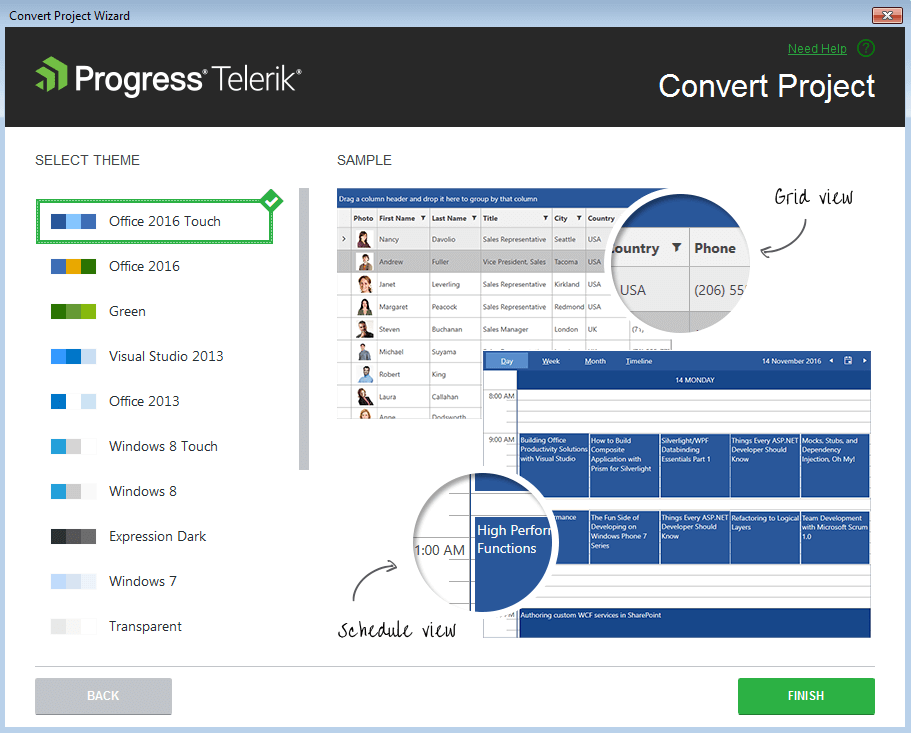 Convert Project Wizard
Need Help ?
Progress® Telerik®
Convert Project
SELECT THEME
Office 2016 Touch
Office 2016
Green
Visual Studio 2013
Office 2013
Windows 8 Touch
Windows 8
Expression Dark
Windows 7
Transparent
SAMPLE
Drag a column header and drop it here to group by that column
Photo First Name Last Name Title City Country
Nancy Davolio Sales Representative Seattle USA
Andrew Fuller Vice President, Sales Tacoma USA
Janet Leverling Sales Representative Kirkland USA
Margaret Peacock Sales Representative Redmond USA
Steven Buchanan Sales Manager London UK (71)
Michael Suyama
Robert King
Laura Callahan
Anne Dodsworth
ountry Phone
USA (206) 55
Grid view
Day Week Month Timeline 14 November 2016
14 MONDAY
8:00 AM
9:00 AM
Building Office
Productivity Solutions
with Visual Studio
How to Build
Composite
Application with
Prism for Silverlight
Silverlight/WPF
Databinding
Essentials Part 1
Things Every ASP.NET
Developer Should
Know
Mocks, Stubs, and
Dependency
Injection, Oh My!
mance
The Fun Side of
Developing on
Windows Phone 7
Series
Things Every ASP.NET
Developer Should
Know
Refactoring to Logical
Layers
Team Development
with Microsoft Scrum
1.0
1:00 AM
High Perfor
Functions
Authoring custom WCF services in SharePoint
Schedule view
BACK
FINISH